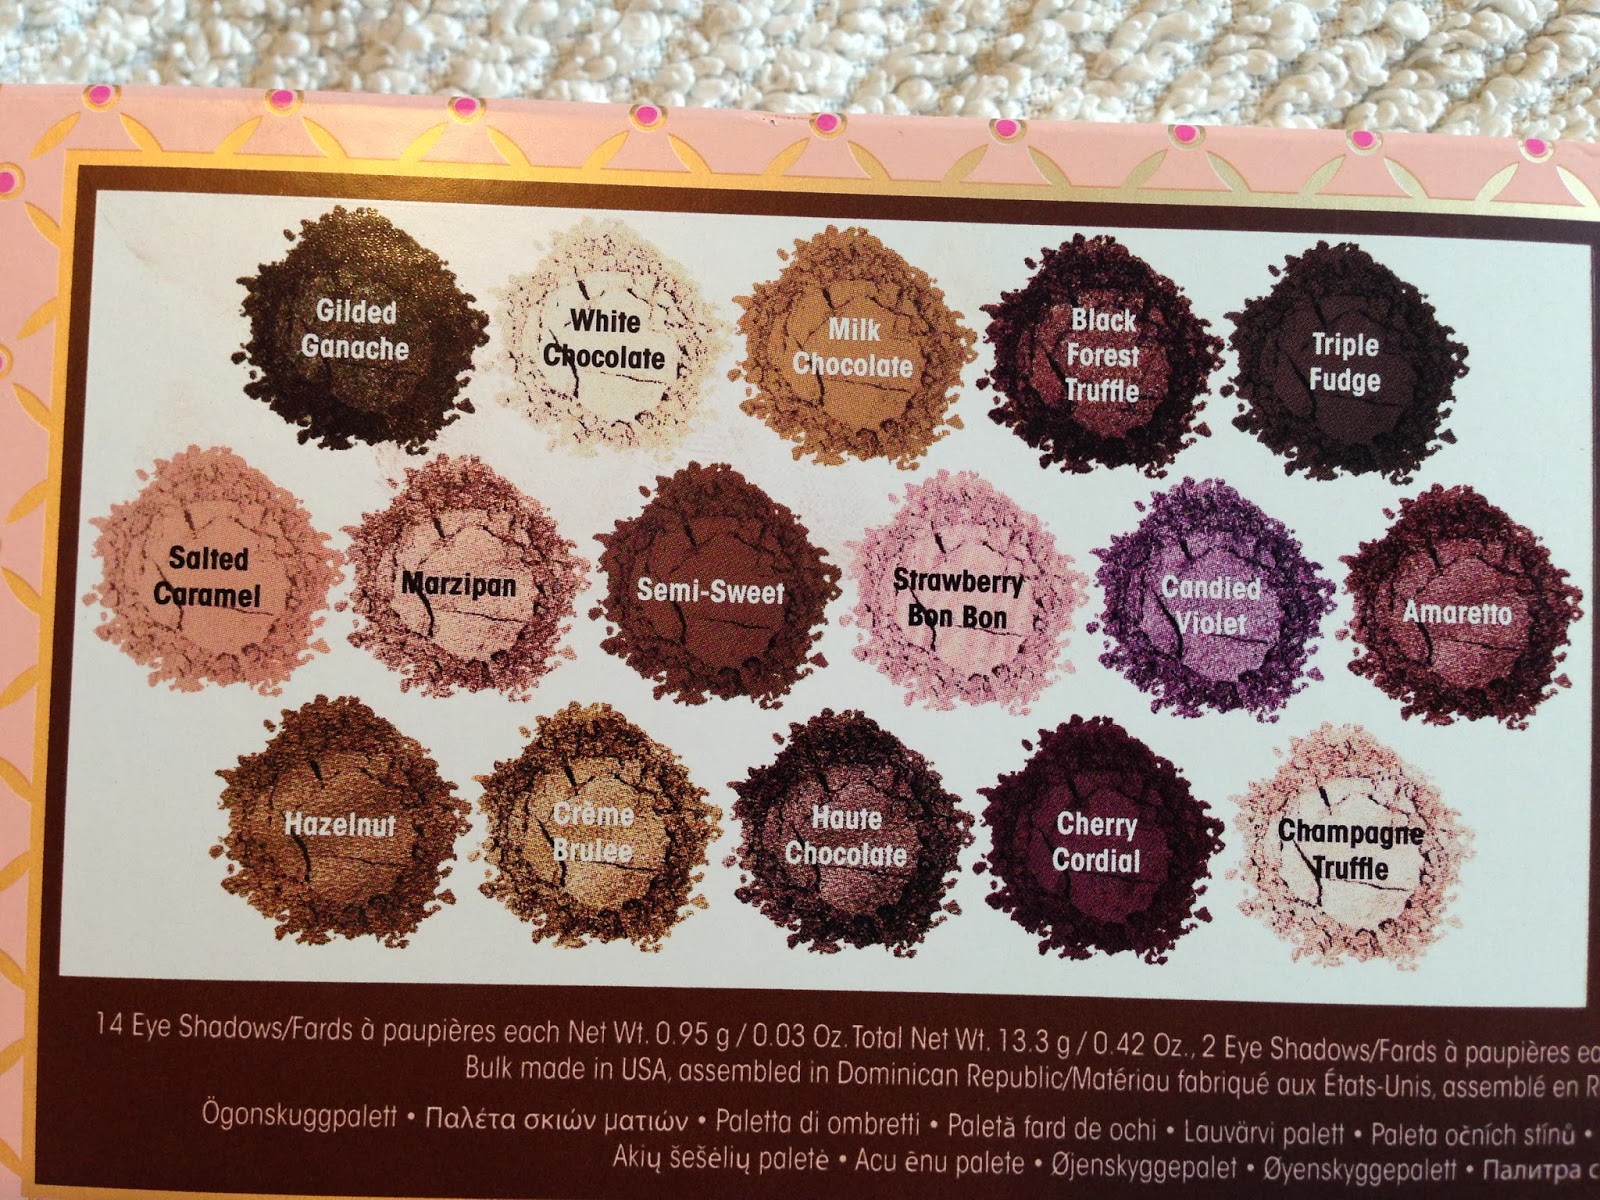 Gilded
Ganache
White
Chocolate
Milk
Chocolate
Black
Forest
Truffle
Triple
Fudge
Salted
Caramel
Marzipan
Semi-Sweet
Strawberry
Bon Bon
Candied
Violet
Amaretto
Hazelnut
Crème
Brulee
Haute
Chocolate
Cherry
Cordial
Champagne
Truffle
14 Eye Shadows/Fards à paupières each Net Wt. 0.95 g / 0.03 Oz. Total Net Wt. 13.3 g / 0.42 Oz., 2 Eye Shadows/Fards à paupières
Bulk made in USA, assembled in Dominican Republic/Matériau fabriqué aux États-Unis, assemblé en
Ögonskuggpalett • Παλέτα σκιών ματιών • Paletta di ombretti • Paletă fard de ochi • Lauvärvi palett • Paleta očních stínů •
Akių šešėlių paletė • Acu ēnu palete • Øjenskyggepalet • Øyenskyggepalett • Палитра